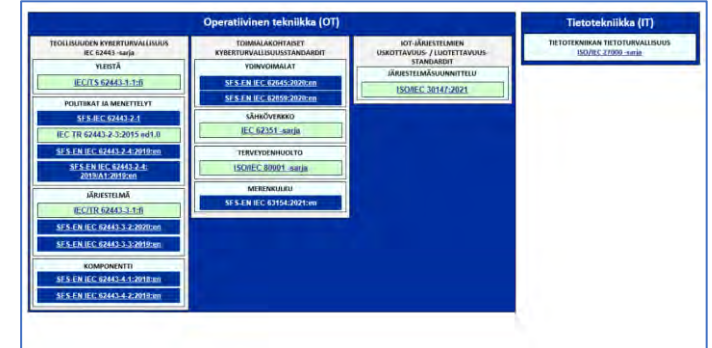 Operatiivinen tekniikka (OT)
TEOLLISUUDEN KYBERTURVALLISUUS
IEC 62443 -sarja
YLEISTÄ
IEC/TS 62443-1-1:fi
POLITIIKAT JA MENETTELYT
SFS-IEC 62443-2-1
IEC TR 62443-2-3:2015 ed1.0
SFS-EN IEC 62443-2-4:2019:en
SFS-EN IEC 62443-2-4:
2019/A1:2019:en
JÄRJESTELMÄ
IEC/TR 62443-3-1:fi
SFS-EN IEC 62443-3-2:2020:en
SFS-EN IEC 62443-3-3:2019:en
KOMPONENTTI
SFS-EN IEC 62443-4-1:2018:en
SFS-EN IEC 62443-4-2:2019:en
TOIMIALAKOHTAISET
KYBERTURVALLISUUSSTANDARDIT
YDINVOIMALAT
SFS-EN IEC 62645:2020:en
SFS-EN IEC 62859:2020:en
SÄHKÖVERKKO
IEC 62351 -sarja
TERVEYDENHUOLTO
ISO/IEC 80001 -sarja
MERENKULKU
SFS-EN IEC 63154:2021:en
IOT-JÄRJESTELMIEN
USKOTTAVUUS- / LUOTETTAVUUS-
STANDARDIT
JÄRJESTELMÄSUUNNITTELU
ISO/IEC 30147:2021
Tietotekniikka (IT)
TIETOTEKNIIKAN TIETOTURVALLISUUS
ISO/IEC 27000 -sarja